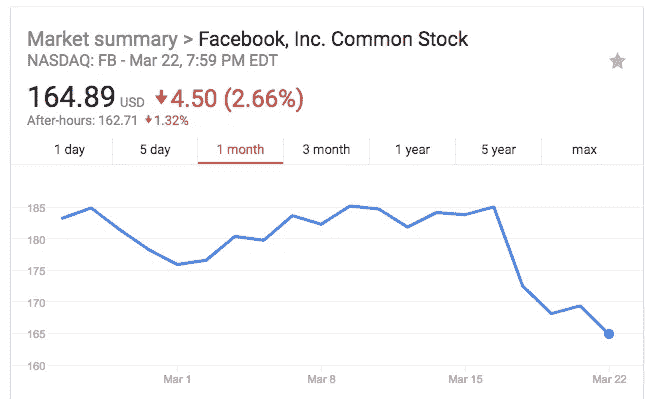 Market summary > Facebook, Inc. Common Stock
NASDAQ: FB - Mar 22, 7:59 PM EDT
164.89 USD 4.50 (2.66%)
After-hours: 162.71 1.32%
1 day 5 day 1 month 3 month 1 year 5 year max
185
180
175
170
165
160
Mar 1 Mar 8 Mar 15 Mar 22